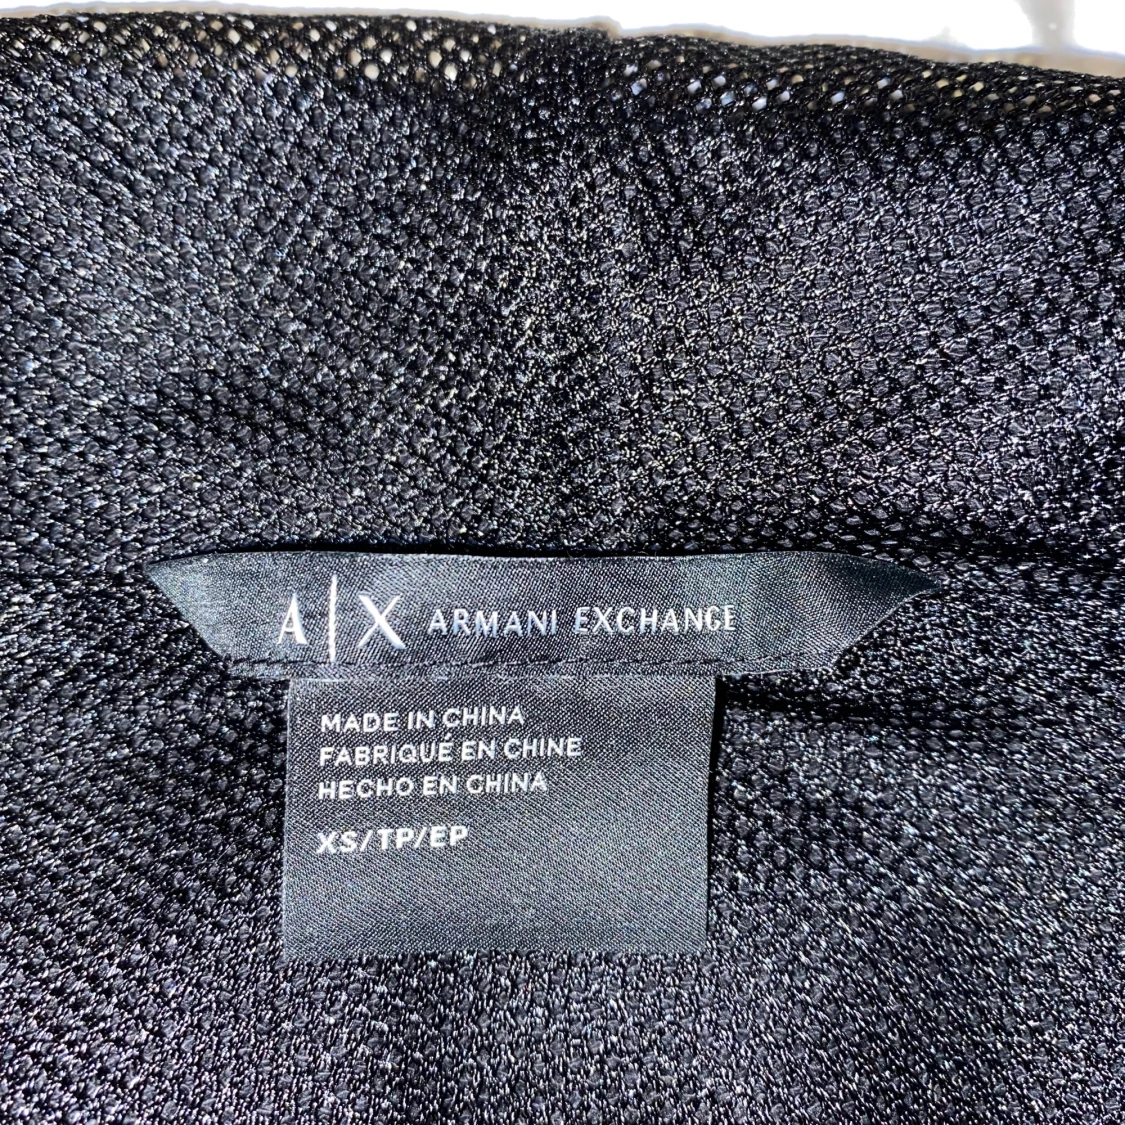 A|X ARMANI EXCHANGE
MADE IN CHINA
FABRIQUÉ EN CHINE
HECHO EN CHINA
XS/TP/EP